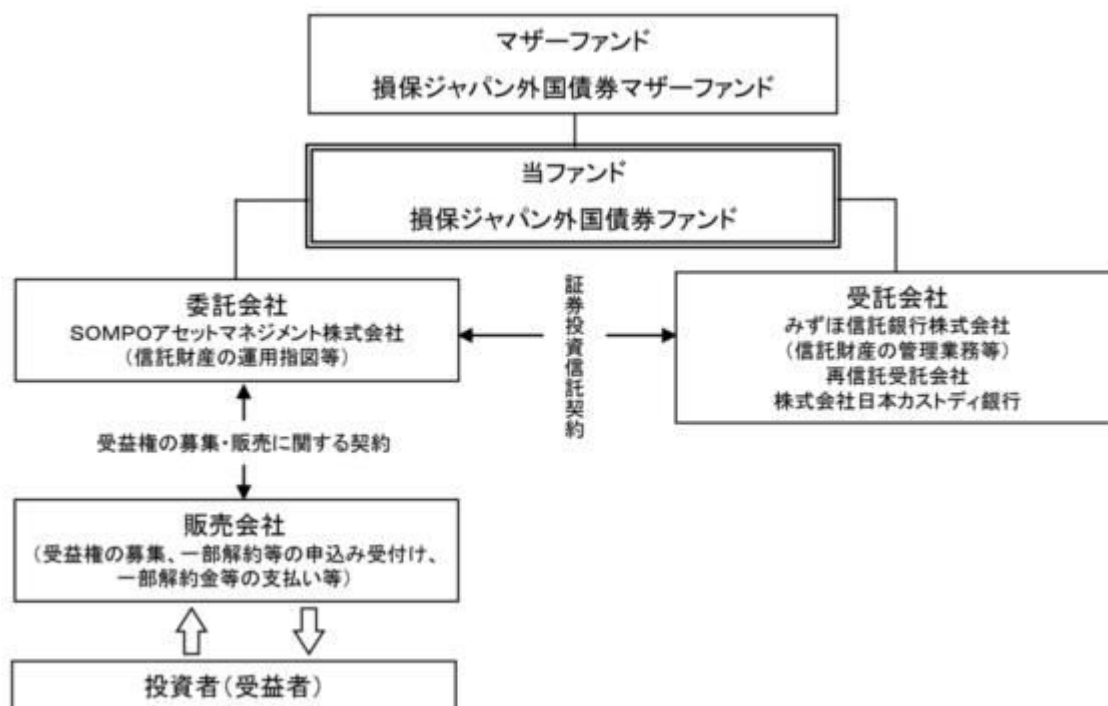 マザーファンド
損保ジャパン外国債券マザーファンド
当ファンド
損保ジャパン外国債券ファンド
委託会社
SOMPOアセットマネジメント株式会社
（信託財産の運用指図等）
証券投資信託契約
受託会社
みずほ信託銀行株式会社
（信託財産の管理業務等）
再信託受託会社
株式会社日本カストディ銀行
受益権の募集・販売に関する契約
販売会社
（受益権の募集、一部解約等の申込み受付け、
一部解約金等の支払い等）
投資者（受益者）